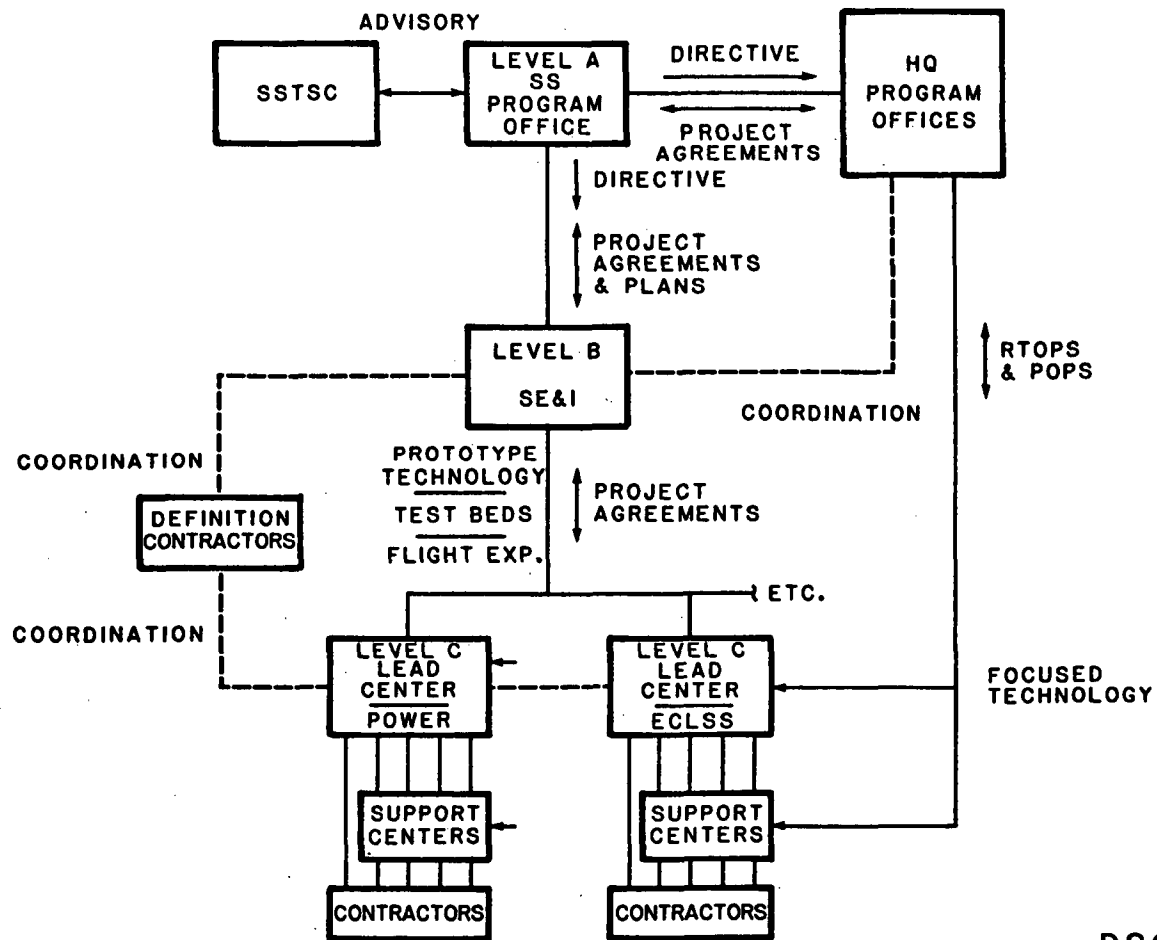 ADVISORY
SSTSC
LEVEL A
SS
PROGRAM
OFFICE
DIRECTIVE
PROJECT
AGREEMENTS
HQ
PROGRAM
OFFICES
DIRECTIVE
PROJECT
AGREEMENTS
& PLANS
LEVEL B
SE&I
RTOPS
& POPS
COORDINATION
COORDINATION
PROTOTYPE
TECHNOLOGY
TEST BEDS
FLIGHT EXP.
PROJECT
AGREEMENTS
DEFINITION
CONTRACTORS
ETC.
COORDINATION
LEVEL C
LEAD
CENTER
POWER
LEVEL C
LEAD
CENTER
ECLSS
FOCUSED
TECHNOLOGY
SUPPORT
CENTERS
SUPPORT
CENTERS
CONTRACTORS
CONTRACTORS